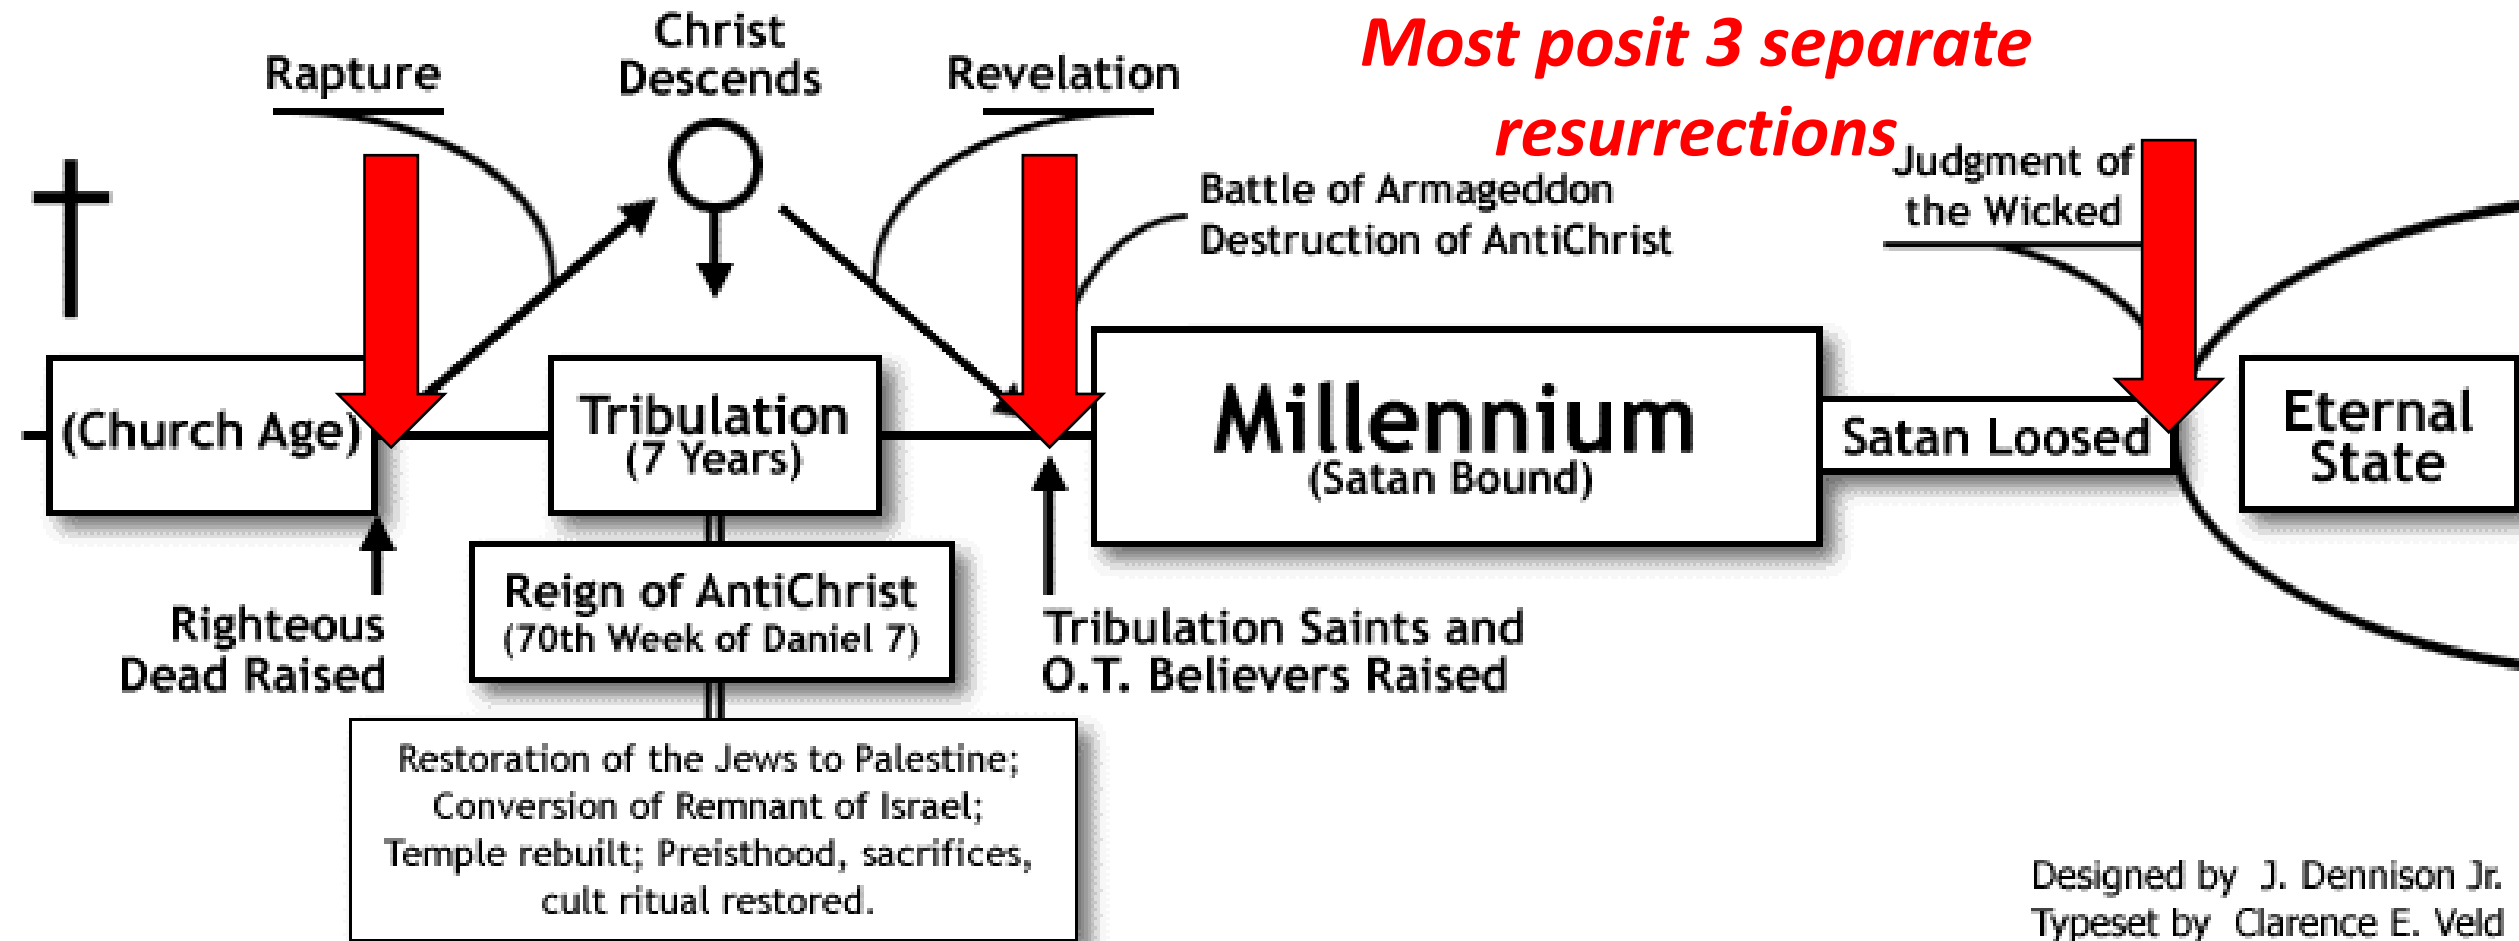 Most posit 3 separate
resurrections
Rapture
Christ
Descends
Revelation
Battle of Armageddon
Destruction of AntiChrist
Judgment of
the Wicked
(Church Age)
Tribulation
(7 Years)
Millennium
(Satan Bound)
Satan Loosed
Eternal
State
Righteous
Dead Raised
Reign of AntiChrist
(70th Week of Daniel 7)
Tribulation Saints and
O.T. Believers Raised
Restoration of the Jews to Palestine;
Conversion of Remnant of Israel;
Temple rebuilt; Preisthood, sacrifices,
cult ritual restored.
Designed by J. Dennison Jr.
Typeset by Clarence E. Veld